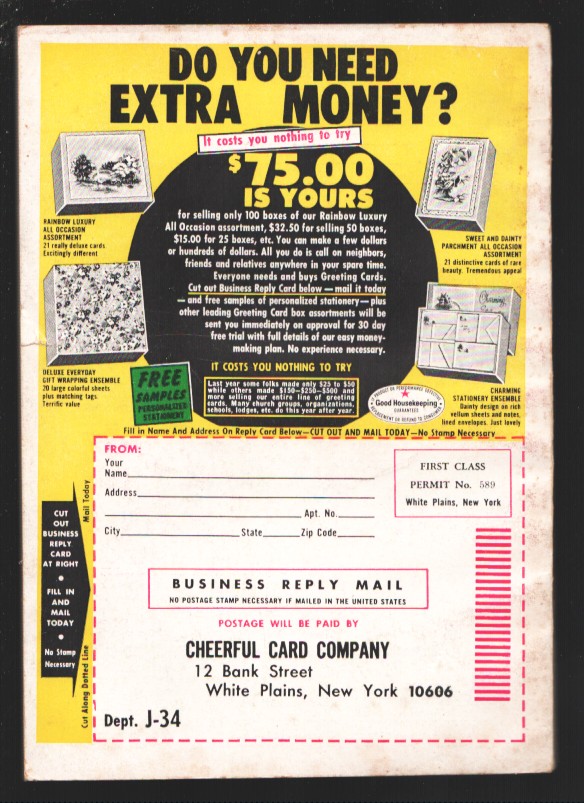 DO YOU NEED
EXTRA MONEY?
It costs you nothing to try
$75.00
IS YOURS
for selling only 100 boxes of our Rainbow Luxury
All Occasion assortment, $32.50 for selling 50 boxes,
$15.00 for 25 boxes, etc. You can make a few dollars
or hundreds of dollars. All you do is call on neighbors,
friends and relatives anywhere in your spare time.
Everyone needs and buys Greeting Cards.
Cut out Business Reply Card below — mail it today
— and free samples of personalized stationery — plus
other leading Greeting Card box assortments will be
sent you immediately on approval for 30 day
free trial with full details of our easy money-
making plan. No experience necessary.
IT COSTS YOU NOTHING TO TRY
Last year some folks made only $25 to $50
while others made $150—$250—$500 and
more selling our entire line of greeting
cards. Many church groups, organizations,
schools, lodges, etc. do this year after year.
RAINBOW LUXURY
ALL OCCASION
ASSORTMENT
21 really deluxe cards
Excitingly different
DELUXE EVERYDAY
GIFT WRAPPING ENSEMBLE
20 large colorful sheets
plus matching tags.
Terrific value
FREE
SAMPLES
PERSONALIZED
STATIONERY
SWEET AND DAINTY
PARCHMENT ALL OCCASION
ASSORTMENT
21 distinctive cards of rare
beauty. Tremendous appeal
Charming
CHARMING
STATIONERY ENSEMBLE
Dainty design on rich
vellum sheets and notes,
lined envelopes. Just lovely
Good Housekeeping
GUARANTEES
Fill in Name And Address On Reply Card Below—CUT OUT AND MAIL TODAY—No Stamp Necessary
FROM:
Your
Name
Address
Apt. No.
City State Zip Code
FIRST CLASS
PERMIT No. 589
White Plains, New York
Mail Today
CUT
OUT
BUSINESS
REPLY
CARD
AT RIGHT
•
FILL IN
AND
MAIL
TODAY
•
No Stamp
Necessary
Cut Along Dotted Line
BUSINESS REPLY MAIL
NO POSTAGE STAMP NECESSARY IF MAILED IN THE UNITED STATES
POSTAGE WILL BE PAID BY
CHEERFUL CARD COMPANY
12 Bank Street
White Plains, New York 10606
Dept. J-34